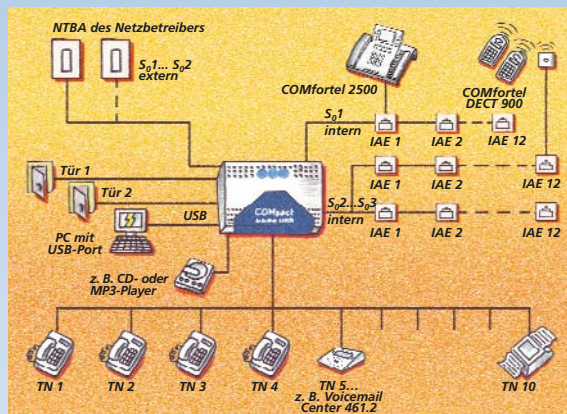 NTBA des Netzbetreibers
S₀1... S₀2
extern
COMfortel 2500
COMfortel
DECT 900
S₀1
intern
IAE 1
IAE 2
IAE 12
Tür 1
Tür 2
USB
PC mit
USB-Port
COMpact
S₀2...S₀3
intern
IAE 1
IAE 2
IAE 12
IAE 1
IAE 2
IAE 12
z. B. CD- oder
MP3-Player
TN 1
TN 2
TN 3
TN 4
TN 5...
z. B. Voicemail
Center 461.2
TN 10